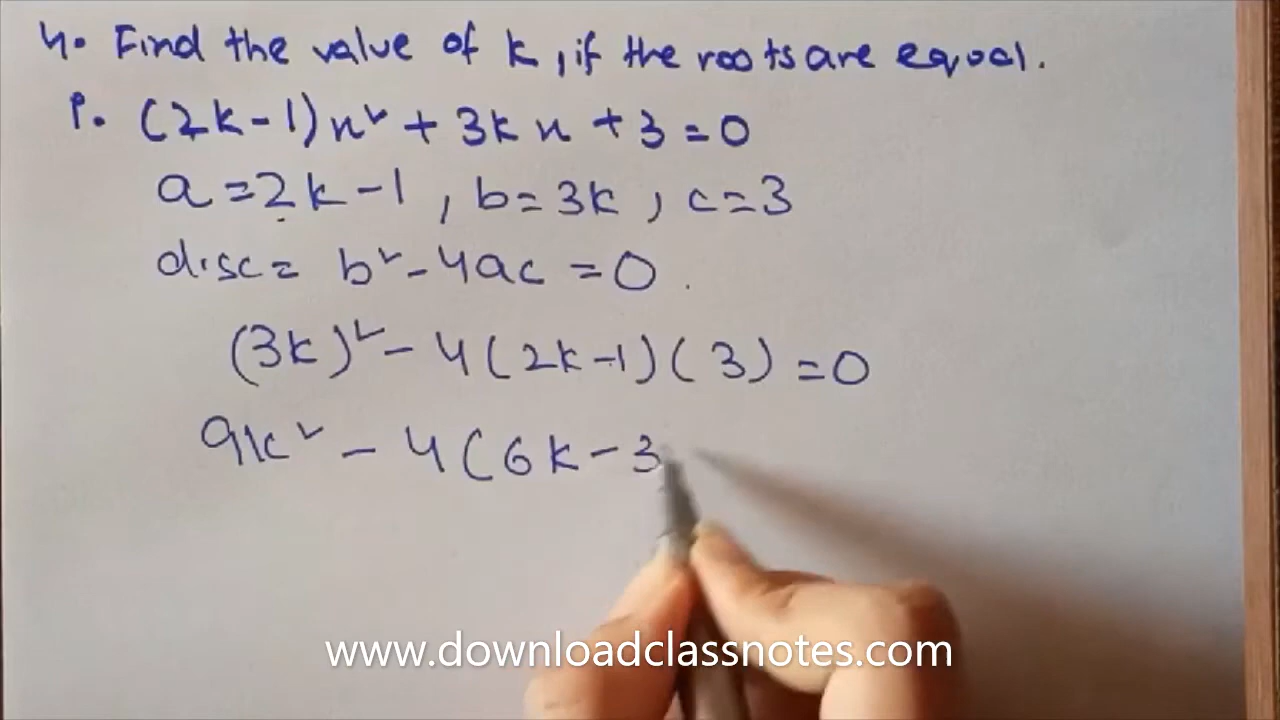 4. Find the value of k, if the roots are equal.
i. (2k-1)x² + 3kx + 3 = 0
a = 2k-1, b = 3k, c = 3
disc = b² - 4ac = 0.
(3k)² - 4(2k-1)(3) = 0
9k² - 4(6k - 3
www.downloadclassnotes.com